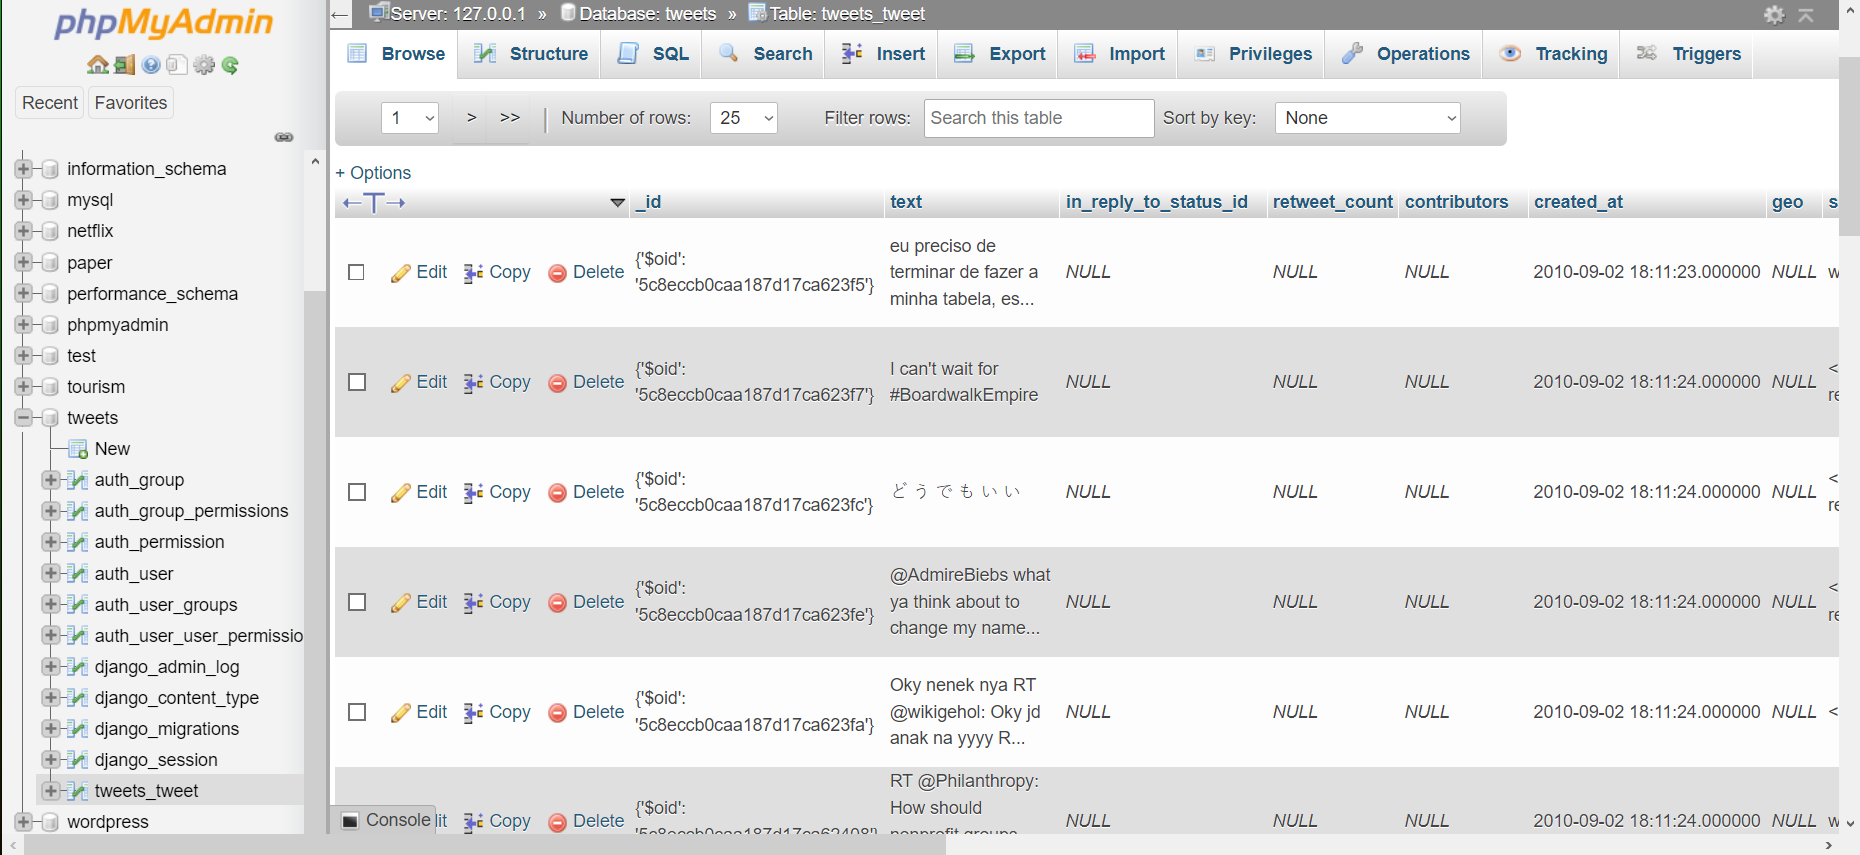 phpMyAdmin
Recent
Favorites
information_schema
mysql
netflix
paper
performance_schema
phpmyadmin
test
tourism
tweets
New
auth_group
auth_group_permissions
auth_permission
auth_user
auth_user_groups
auth_user_user_permissio
django_admin_log
django_content_type
django_migrations
django_session
tweets_tweet
wordpress
Server: 127.0.0.1 » Database: tweets » Table: tweets_tweet
Browse Structure SQL Search Insert Export Import Privileges Operations Tracking Triggers
1 > >> | Number of rows: 25 Filter rows: Search this table Sort by key: None
+ Options
←T→ _id text in_reply_to_status_id retweet_count contributors created_at geo s
eu preciso de
{'$oid':
Edit Copy Delete terminar de fazer a NULL NULL NULL 2010-09-02 18:11:23.000000 NULL w
'5c8eccb0caa187d17ca623f5'}
minha tabela, es...
{'$oid': I can't wait for <
Edit Copy Delete NULL NULL NULL 2010-09-02 18:11:24.000000 NULL
'5c8eccb0caa187d17ca623f7'} #BoardwalkEmpire re
{'$oid': <
Edit Copy Delete どうでもいい NULL NULL NULL 2010-09-02 18:11:24.000000 NULL
'5c8eccb0caa187d17ca623fc'} re
@AdmireBiebs what
{'$oid': <
Edit Copy Delete ya think about to NULL NULL NULL 2010-09-02 18:11:24.000000 NULL
'5c8eccb0caa187d17ca623fe'} re
change my name...
Oky nenek nya RT
{'$oid':
Edit Copy Delete @wikigehol: Oky jd NULL NULL NULL 2010-09-02 18:11:24.000000 NULL <
'5c8eccb0caa187d17ca623fa'}
anak na yyyy R...
RT @Philanthropy:
{'$oid': How should
Console it Copy Delete NULL NULL NULL 2010-09-02 18:11:24.000000 NULL w
'5c8eccb0caa187d17ca62408'} nonprofit groups